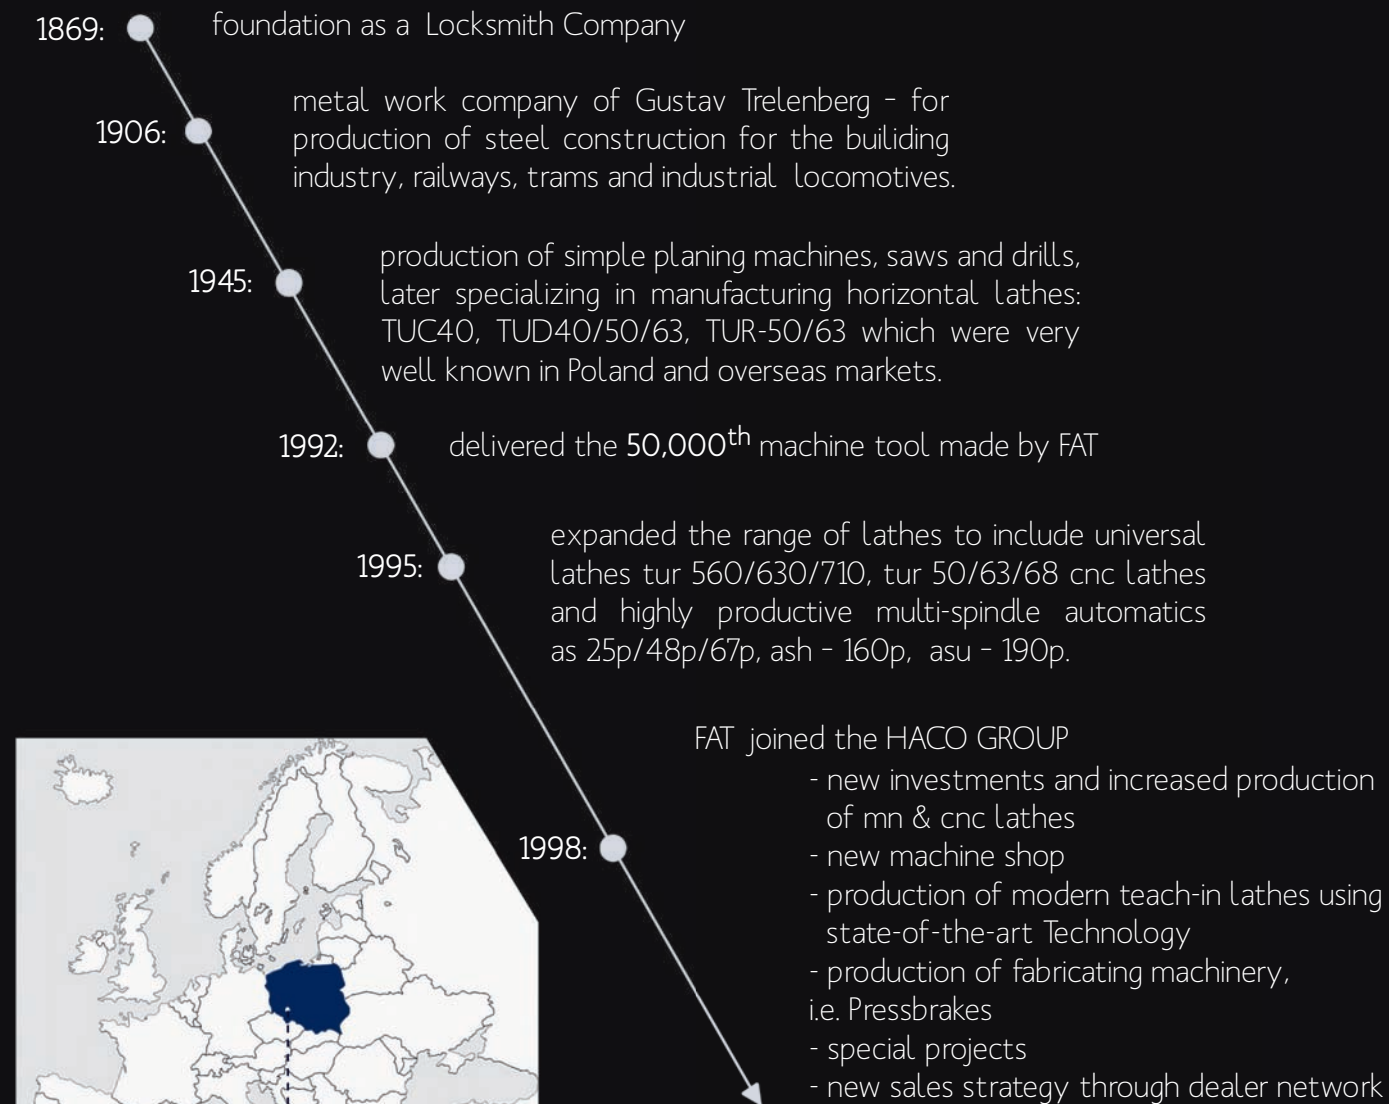 1869: foundation as a Locksmith Company
1906: metal work company of Gustav Trelenberg - for
production of steel construction for the builiding
industry, railways, trams and industrial locomotives.
1945: production of simple planing machines, saws and drills,
later specializing in manufacturing horizontal lathes:
TUC40, TUD40/50/63, TUR-50/63 which were very
well known in Poland and overseas markets.
1992: delivered the 50,000th machine tool made by FAT
1995: expanded the range of lathes to include universal
lathes tur 560/630/710, tur 50/63/68 cnc lathes
and highly productive multi-spindle automatics
as 25p/48p/67p, ash - 160p, asu - 190p.
1998: FAT joined the HACO GROUP
- new investments and increased production
of mn & cnc lathes
- new machine shop
- production of modern teach-in lathes using
state-of-the-art Technology
- production of fabricating machinery,
i.e. Pressbrakes
- special projects
- new sales strategy through dealer network